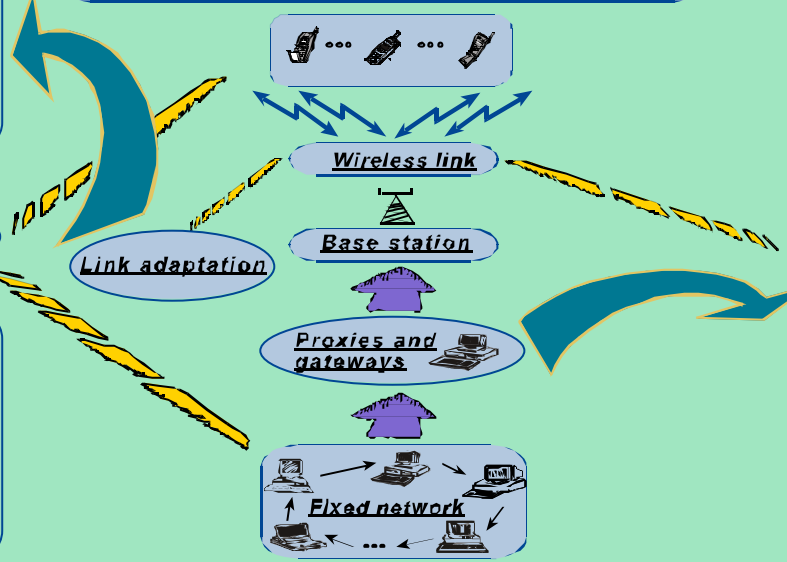 Wireless link
Base station
Link adaptation
Proxies and
gateways
Fixed network